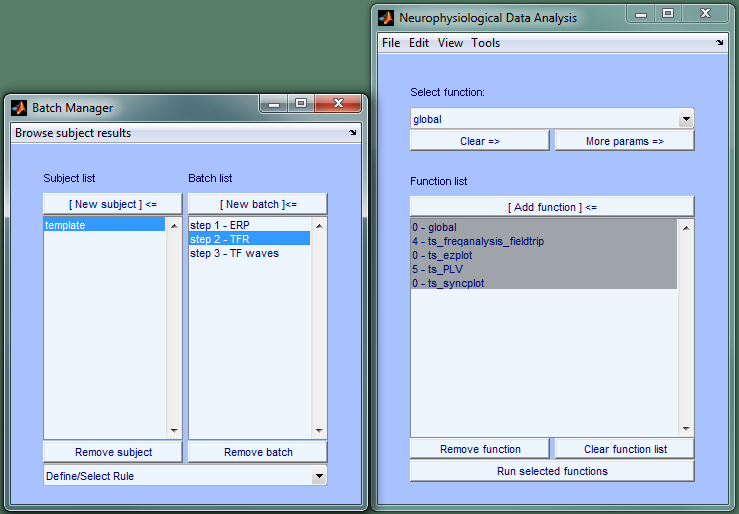 Batch Manager
Browse subject results
Subject list
Batch list
[ New subject ] <=
[ New batch ]<=
template
step 1 - ERP
step 2 - TFR
step 3 - TF waves
Remove subject
Remove batch
Define/Select Rule
Neurophysiological Data Analysis
File Edit View Tools
Select function:
global
Clear =>
More params =>
Function list
[ Add function ] <=
0 - global
4 - ts_freqanalysis_fieldtrip
0 - ts_ezplot
5 - ts_PLV
0 - ts_syncplot
Remove function
Clear function list
Run selected functions